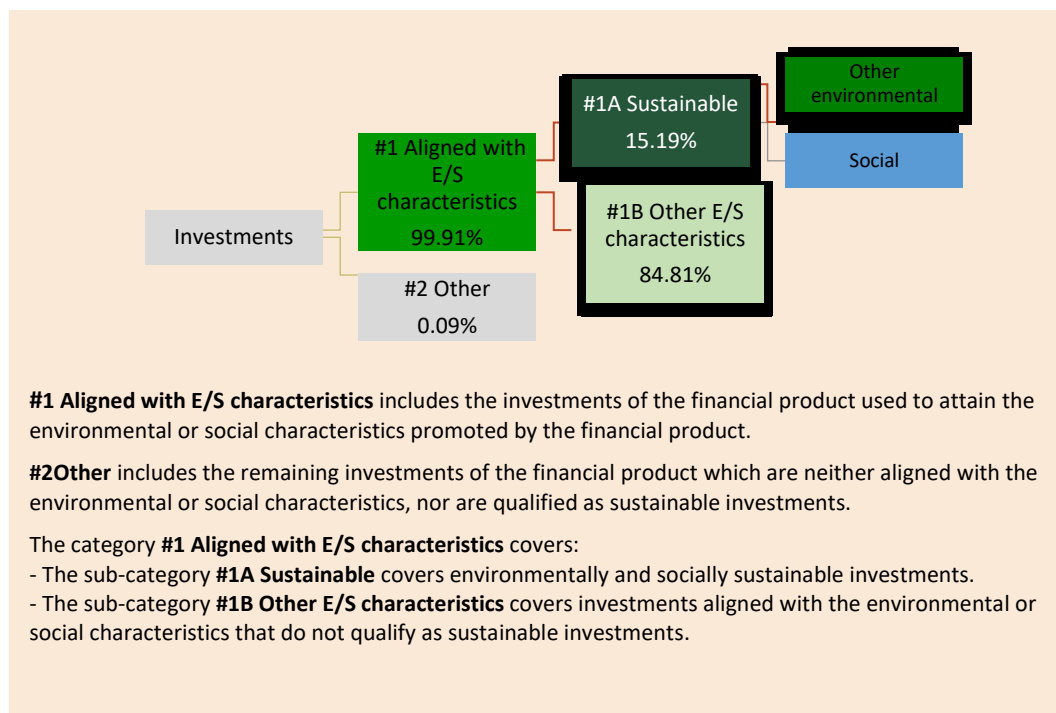 Investments
#1 Aligned with
E/S
characteristics
99.91%
#2 Other
0.09%
#1A Sustainable
15.19%
#1B Other E/S
characteristics
84.81%
Other
environmental
Social
#1 Aligned with E/S characteristics includes the investments of the financial product used to attain the
environmental or social characteristics promoted by the financial product.
#2Other includes the remaining investments of the financial product which are neither aligned with the
environmental or social characteristics, nor are qualified as sustainable investments.
The category #1 Aligned with E/S characteristics covers:
- The sub-category #1A Sustainable covers environmentally and socially sustainable investments.
- The sub-category #1B Other E/S characteristics covers investments aligned with the environmental or
social characteristics that do not qualify as sustainable investments.